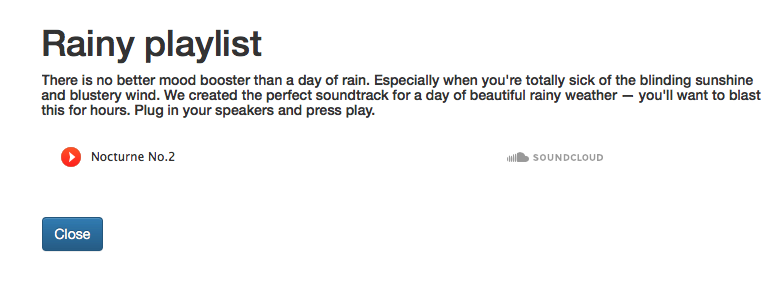 Rainy playlist
There is no better mood booster than a day of rain. Especially when you're totally sick of the blinding sunshine
and blustery wind. We created the perfect soundtrack for a day of beautiful rainy weather — you'll want to blast
this for hours. Plug in your speakers and press play.
Nocturne No.2 SOUNDCLOUD
Close